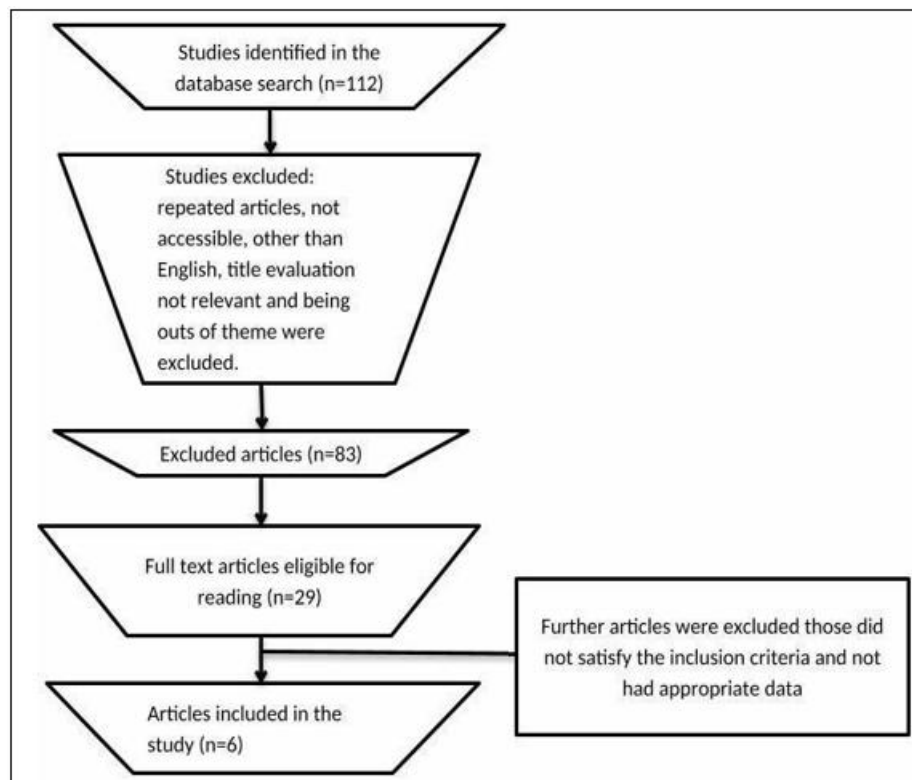 Studies identified in the
database search (n=112)
Studies excluded:
repeated articles, not
accessible, other than
English, title evaluation
not relevant and being
outs of theme were
excluded.
Excluded articles (n=83)
Full text articles eligible for
reading (n=29)
Further articles were excluded those did
not satisfy the inclusion criteria and not
had appropriate data
Articles included in the
study (n=6)